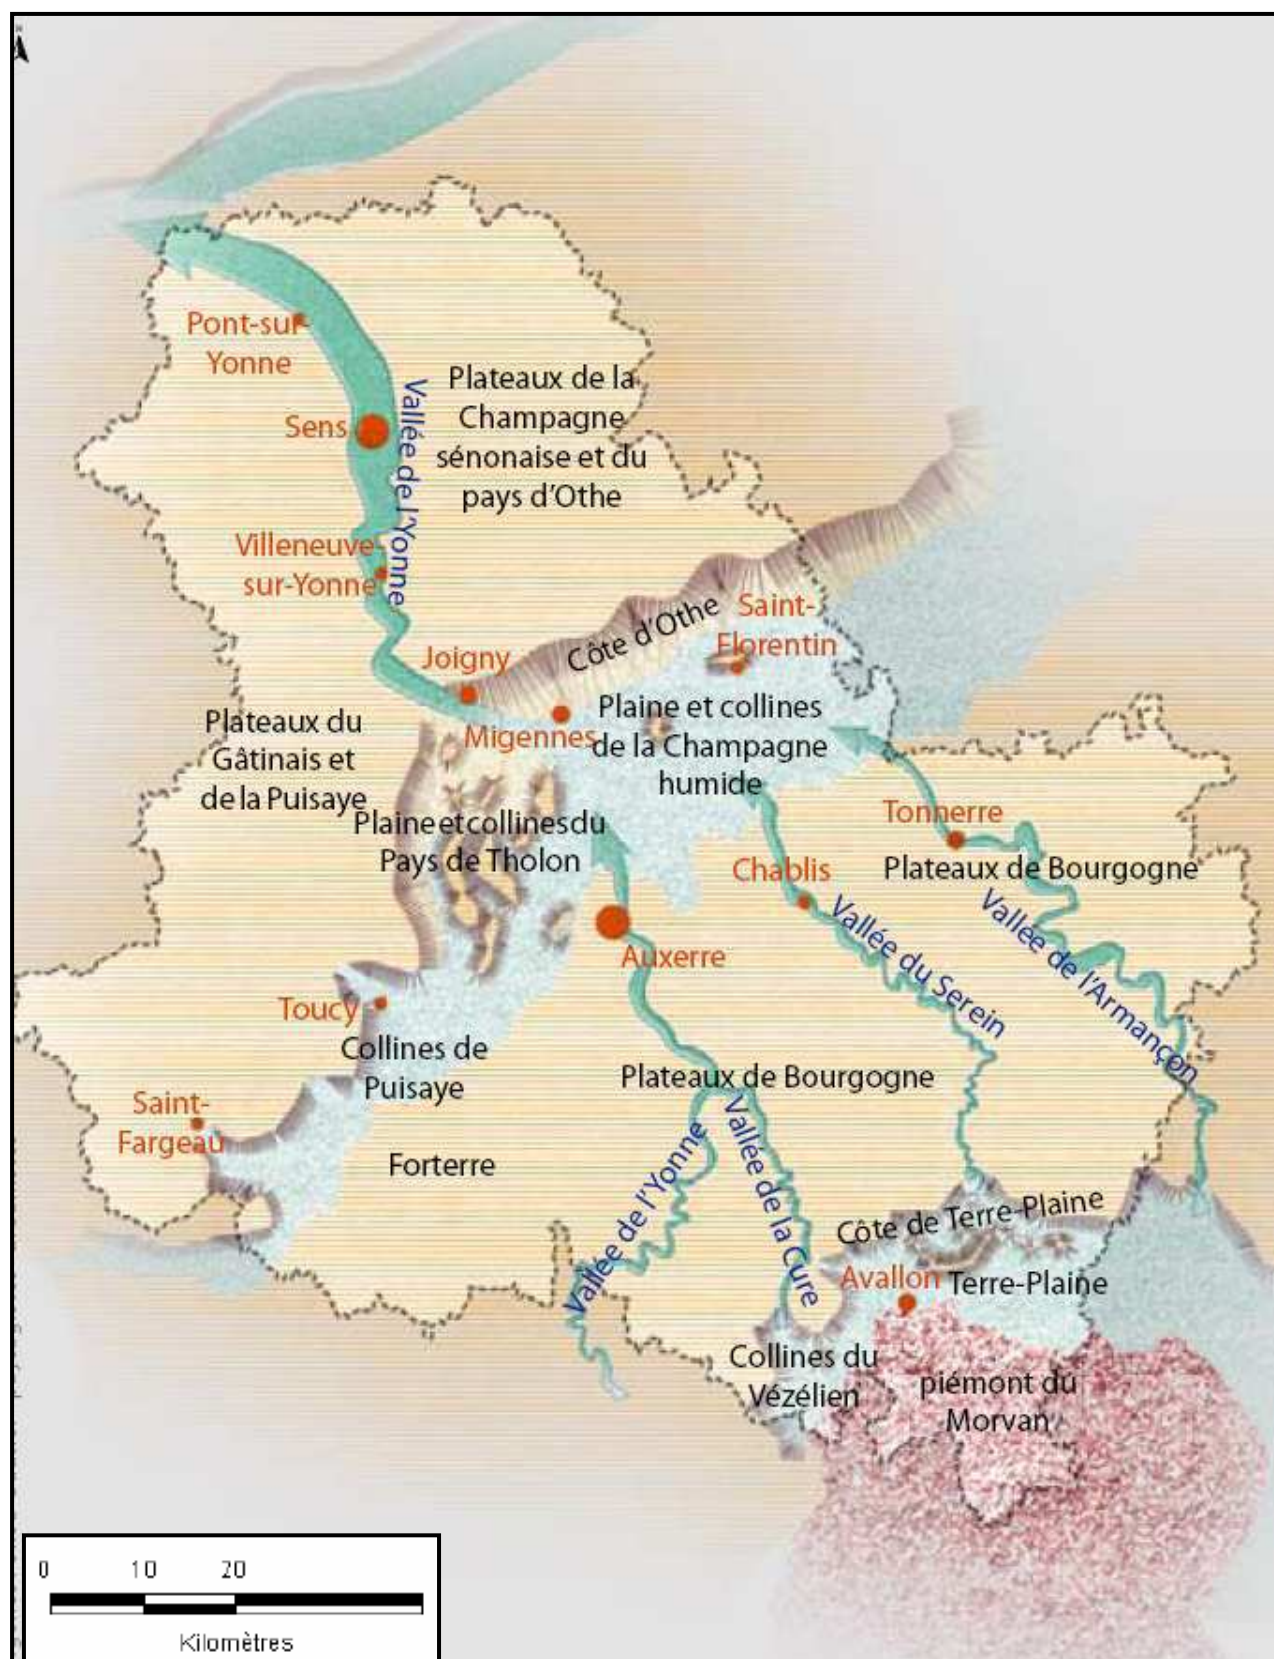 Pont-sur-
Yonne
Plateaux de la
Champagne
sénonaise et du
pays d'Othe
Sens
Vallée de l'Yonne
Villeneuve-
sur-Yonne
Côte d'Othe
Saint-
Florentin
Joigny
Migennes
Plaine et collines
de la Champagne
humide
Plateaux du
Gâtinais et
de la Puisaye
Plaine et collines du
Pays de Tholon
Tonnerre
Plateaux de Bourgogne
Chablis
Vallée du Serein
Vallée de l'Armançon
Auxerre
Toucy
Collines de
Puisaye
Plateaux de Bourgogne
Saint-
Fargeau
Forterre
Vallée de l'Yonne
Vallée de la Cure
Côte de Terre-Plaine
Avallon
Terre-Plaine
Collines du
Vézélien
piémont du
Morvan
0 10 20
Kilomètres